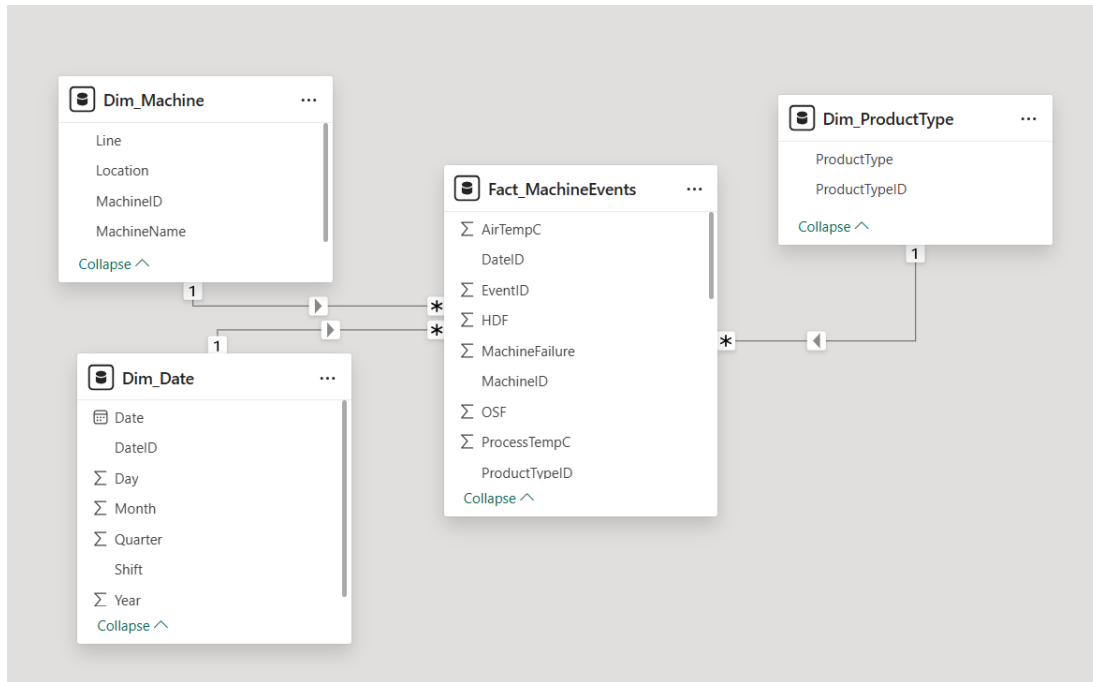 Dim_Machine
Line
Location
MachineID
MachineName
Collapse
1
Dim_Date
Date
DateID
Day
Month
Quarter
Shift
Year
Collapse
1
Fact_MachineEvents
AirTempC
DateID
EventID
HDF
MachineFailure
MachineID
OSF
ProcessTempC
ProductTypeID
Collapse
*
*
*
Dim_ProductType
ProductType
ProductTypeID
Collapse
1